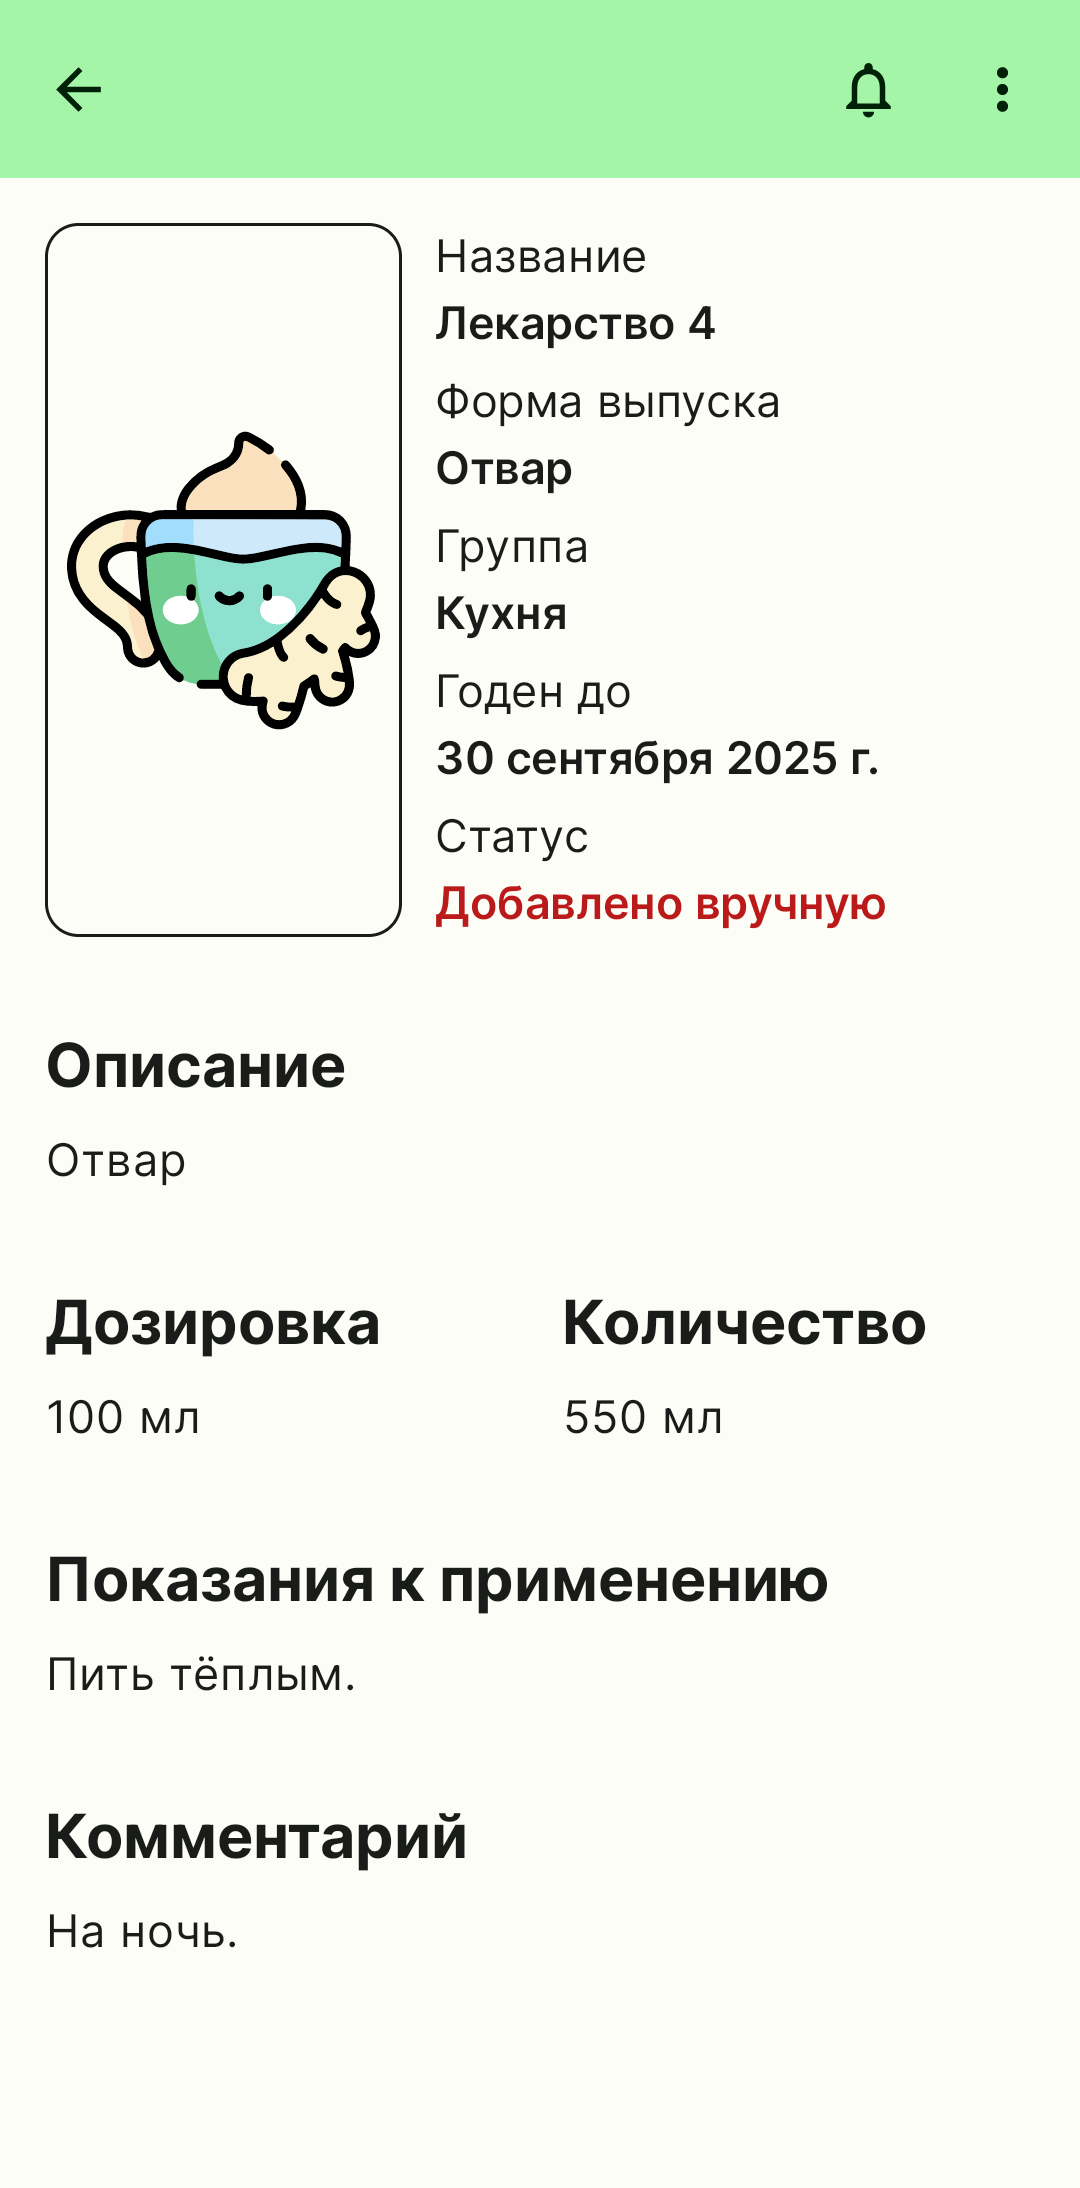 Название
Лекарство 4
Форма выпуска
Отвар
Группа
Кухня
Годен до
30 сентября 2025 г.
Статус
Добавлено вручную
Описание
Отвар
Дозировка
Количество
100 мл
550 мл
Показания к применению
Пить тёплым.
Комментарий
На ночь.